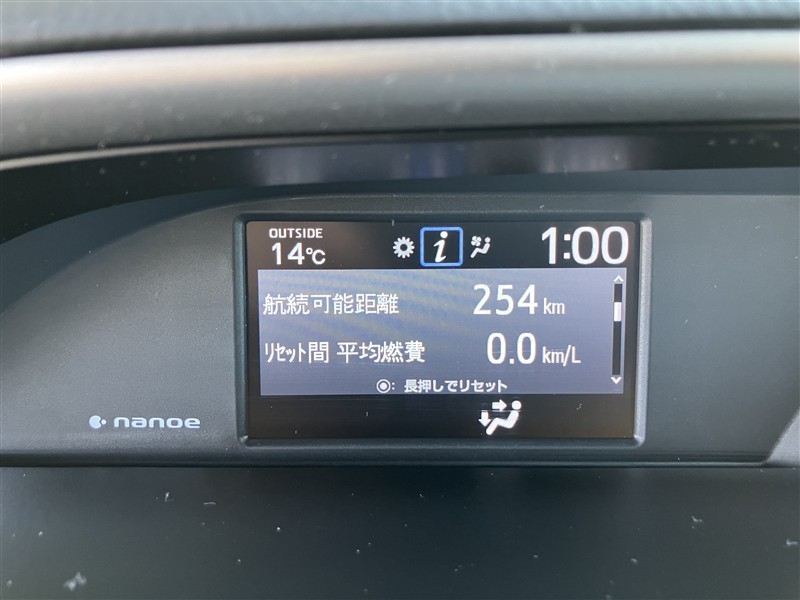 OUTSIDE
14℃
1:00
航続可能距離 254 km
ﾘｾｯﾄ間 平均燃費 0.0 km/L
◉: 長押しでリセット
nanoe